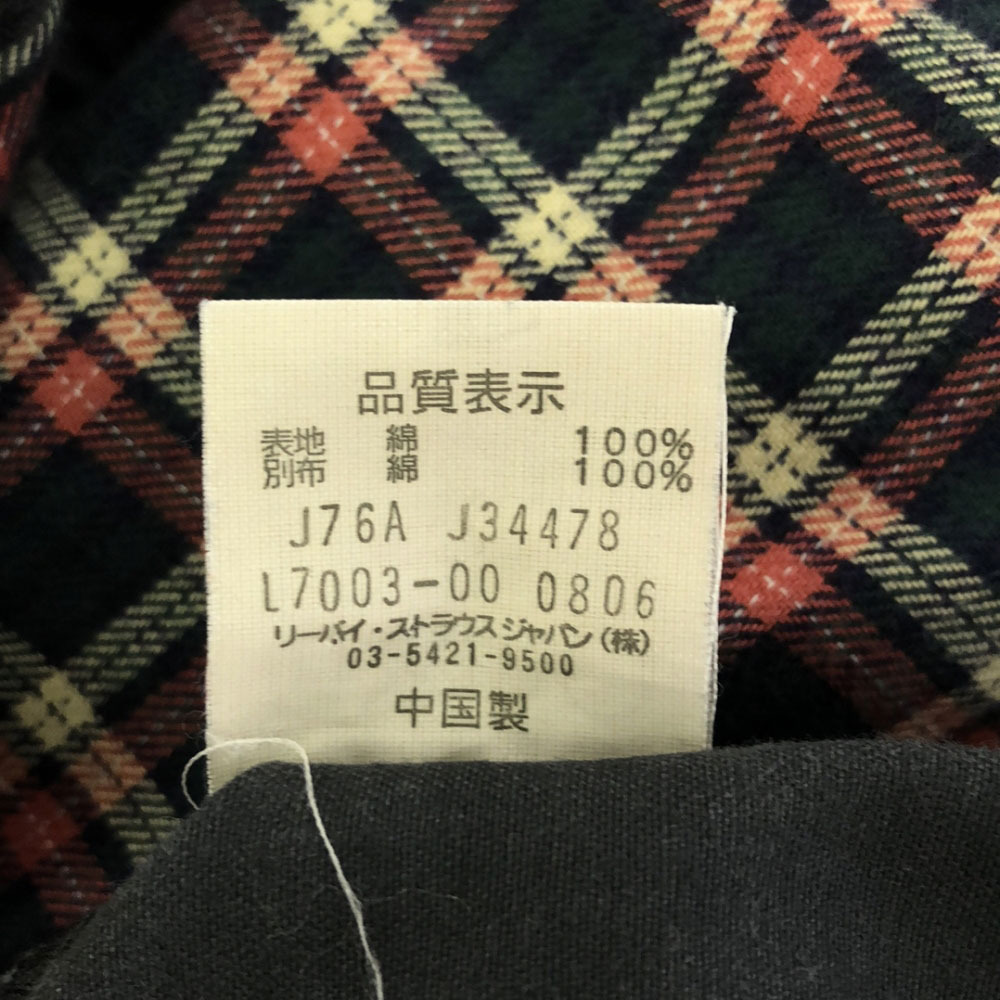 品質表示
表地 綿 100%
別布 綿 100%
J76A J34478
L7003-00 0806
リーバイ・ストラウスジャパン(株)
03-5421-9500
中国製